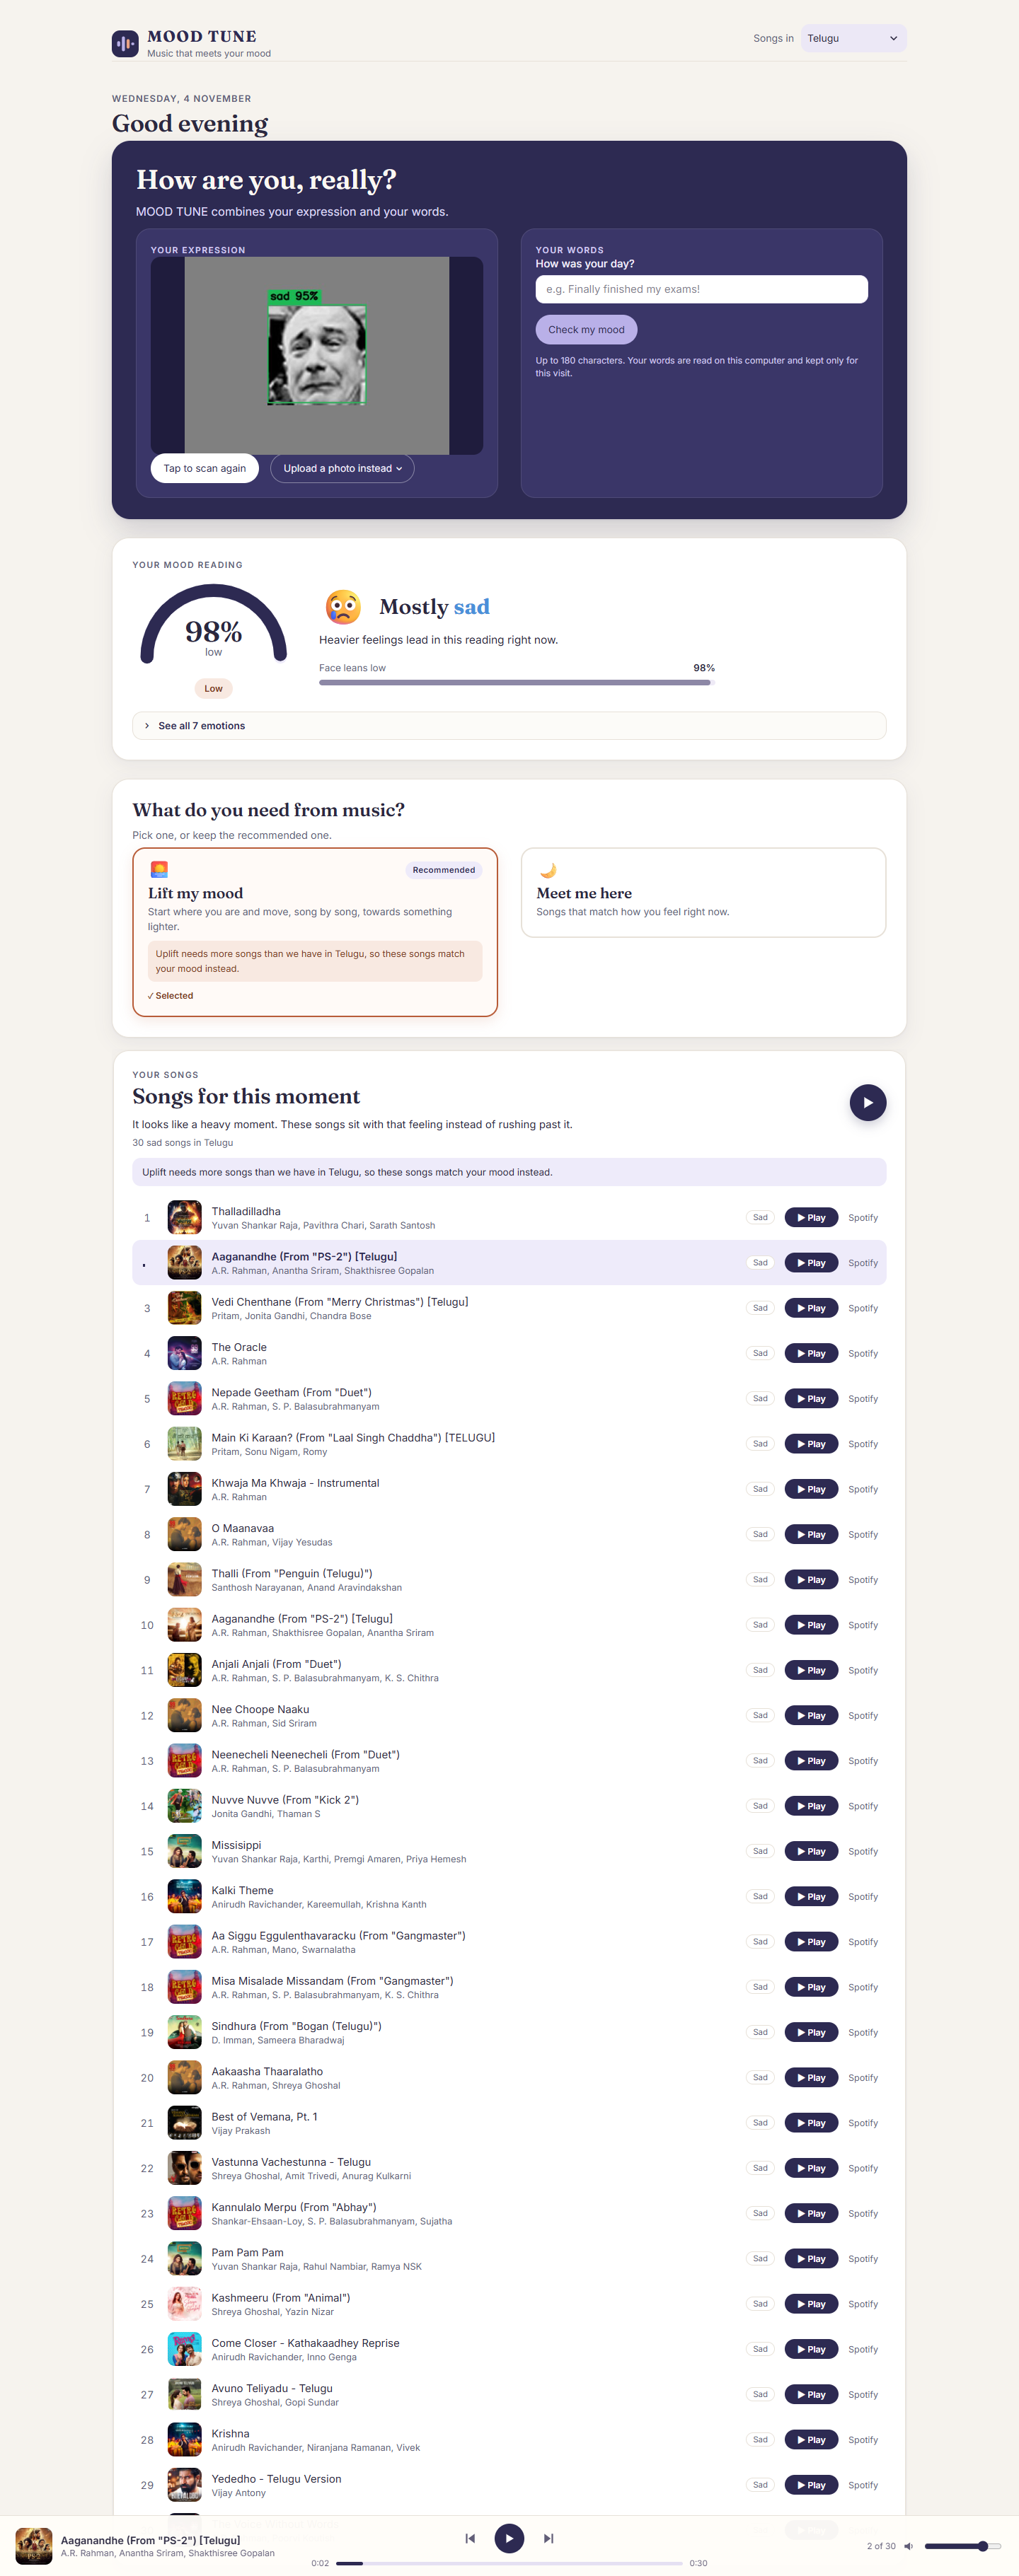 MOOD TUNE
Music that meets your mood
Songs in
Telugu
WEDNESDAY, 4 NOVEMBER
Good evening
How are you, really?
MOOD TUNE combines your expression and your words.
YOUR EXPRESSION
sad 95%
Tap to scan again
Upload a photo instead
YOUR WORDS
How was your day?
e.g. Finally finished my exams!
Check my mood
Up to 180 characters. Your words are read on this computer and kept only for
this visit.
YOUR MOOD READING
98%
low
Low
Mostly sad
Heavier feelings lead in this reading right now.
Face leans low
98%
See all 7 emotions
What do you need from music?
Pick one, or keep the recommended one.
Recommended
Lift my mood
Start where you are and move, song by song, towards something
lighter.
Uplift needs more songs than we have in Telugu, so these songs match
your mood instead.
✓ Selected
Meet me here
Songs that match how you feel right now.
YOUR SONGS
Songs for this moment
It looks like a heavy moment. These songs sit with that feeling instead of rushing past it.
30 sad songs in Telugu
Uplift needs more songs than we have in Telugu, so these songs match your mood instead.
1 Thalladilladha Sad Play Spotify
Yuvan Shankar Raja, Pavithra Chari, Sarath Santosh
Aaganandhe (From "PS-2") [Telugu] Sad Play Spotify
A.R. Rahman, Anantha Sriram, Shakthisree Gopalan
3 Vedi Chenthane (From "Merry Christmas") [Telugu] Sad Play Spotify
Pritam, Jonita Gandhi, Chandra Bose
4 The Oracle Sad Play Spotify
A.R. Rahman
5 Nepade Geetham (From "Duet") Sad Play Spotify
A.R. Rahman, S. P. Balasubrahmanyam
6 Main Ki Karaan? (From "Laal Singh Chaddha") [TELUGU] Sad Play Spotify
Pritam, Sonu Nigam, Romy
7 Khwaja Ma Khwaja - Instrumental Sad Play Spotify
A.R. Rahman
8 O Maanavaa Sad Play Spotify
A.R. Rahman, Vijay Yesudas
9 Thalli (From "Penguin (Telugu)") Sad Play Spotify
Santhosh Narayanan, Anand Aravindakshan
10 Aaganandhe (From "PS-2") [Telugu] Sad Play Spotify
A.R. Rahman, Shakthisree Gopalan, Anantha Sriram
11 Anjali Anjali (From "Duet") Sad Play Spotify
A.R. Rahman, S. P. Balasubrahmanyam, K. S. Chithra
12 Nee Choope Naaku Sad Play Spotify
A.R. Rahman, Sid Sriram
13 Neenecheli Neenecheli (From "Duet") Sad Play Spotify
A.R. Rahman, S. P. Balasubrahmanyam
14 Nuvve Nuvve (From "Kick 2") Sad Play Spotify
Jonita Gandhi, Thaman S
15 Missisippi Sad Play Spotify
Yuvan Shankar Raja, Karthi, Premgi Amaren, Priya Hemesh
16 Kalki Theme Sad Play Spotify
Anirudh Ravichander, Kareemullah, Krishna Kanth
17 Aa Siggu Eggulenthavaracku (From "Gangmaster") Sad Play Spotify
A.R. Rahman, Mano, Swarnalatha
18 Misa Misalade Missandam (From "Gangmaster") Sad Play Spotify
A.R. Rahman, S. P. Balasubrahmanyam, K. S. Chithra
19 Sindhura (From "Bogan (Telugu)") Sad Play Spotify
D. Imman, Sameera Bharadwaj
20 Aakaasha Thaaralatho Sad Play Spotify
A.R. Rahman, Shreya Ghoshal
21 Best of Vemana, Pt. 1 Sad Play Spotify
Vijay Prakash
22 Vastunna Vachestunna - Telugu Sad Play Spotify
Shreya Ghoshal, Amit Trivedi, Anurag Kulkarni
23 Kannulalo Merpu (From "Abhay") Sad Play Spotify
Shankar-Ehsaan-Loy, S. P. Balasubrahmanyam, Sujatha
24 Pam Pam Pam Sad Play Spotify
Yuvan Shankar Raja, Rahul Nambiar, Ramya NSK
25 Kashmeeru (From "Animal") Sad Play Spotify
Shreya Ghoshal, Yazin Nizar
26 Come Closer - Kathakaadhey Reprise Sad Play Spotify
Anirudh Ravichander, Inno Genga
27 Avuno Teliyadu - Telugu Sad Play Spotify
Shreya Ghoshal, Gopi Sundar
28 Krishna Sad Play Spotify
Anirudh Ravichander, Niranjana Ramanan, Vivek
29 Yededho - Telugu Version Sad Play Spotify
Vijay Antony
Aaganandhe (From "PS-2") [Telugu]
A.R. Rahman, Anantha Sriram, Shakthisree Gopalan
0:02
0:30
2 of 30